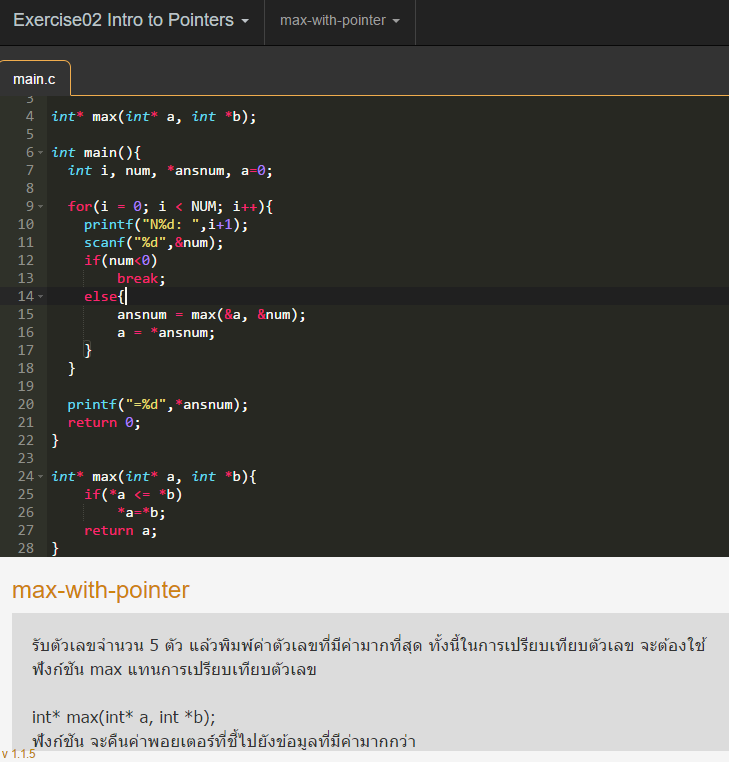 Exercise02 Intro to Pointers max-with-pointer
main.c
3
4 int* max(int* a, int *b);
5
6 int main(){
7 int i, num, *ansnum, a=0;
8
9 for(i = 0; i < NUM; i++){
10 printf("N%d: ",i+1);
11 scanf("%d",&num);
12 if(num<0)
13 break;
14 else{
15 ansnum = max(&a, &num);
16 a = *ansnum;
17 }
18 }
19
20 printf("=%d",*ansnum);
21 return 0;
22 }
23
24 int* max(int* a, int *b){
25 if(*a <= *b)
26 *a=*b;
27 return a;
28 }
max-with-pointer
รับตัวเลขจำนวน 5 ตัว แล้วพิมพ์ค่าตัวเลขที่มีค่ามากที่สุด ทั้งนี้ในการเปรียบเทียบตัวเลข จะต้องใช้
ฟังก์ชัน max แทนการเปรียบเทียบตัวเลข
int* max(int* a, int *b);
ฟังก์ชัน จะคืนค่าพอยเตอร์ที่ชี้ไปยังข้อมูลที่มีค่ามากกว่า
v 1.1.5